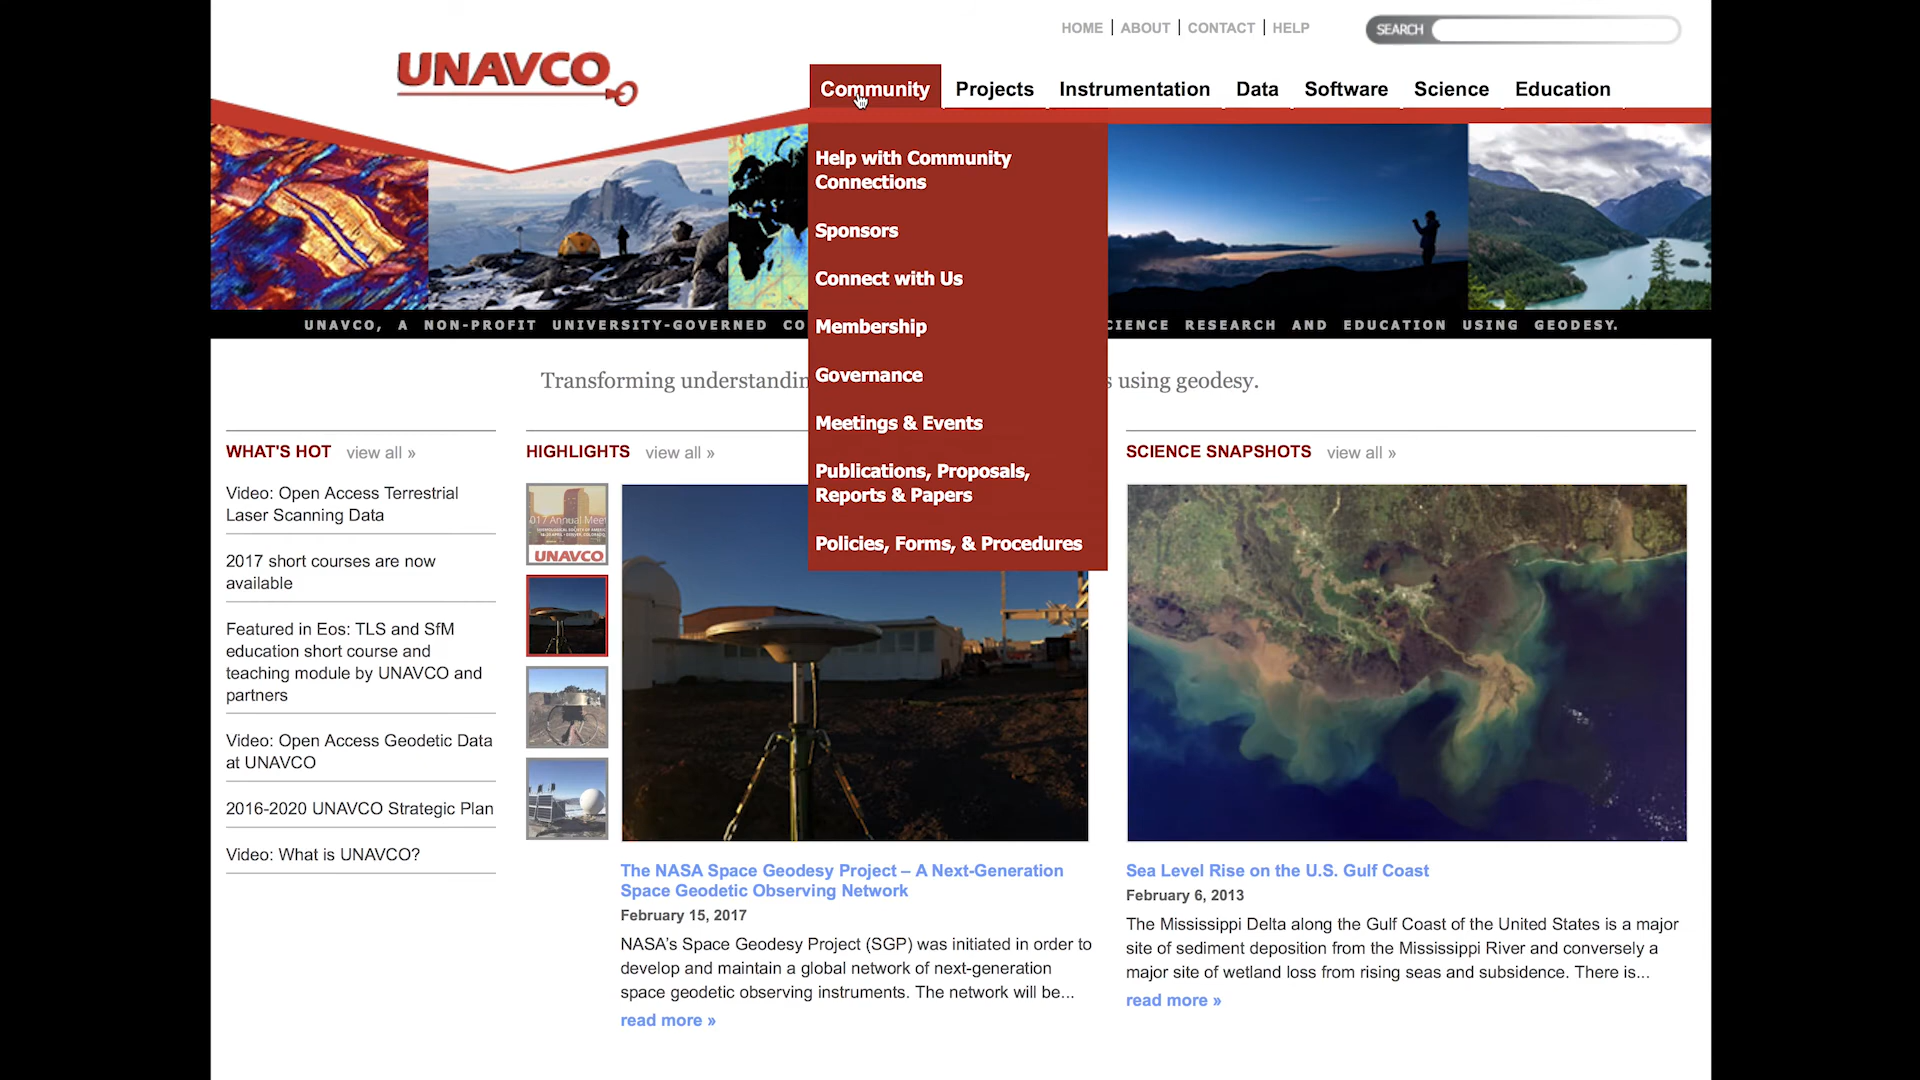 HOME | ABOUT | CONTACT | HELP
SEARCH
UNAVCO
Community Projects Instrumentation Data Software Science Education
Help with Community
Connections
Sponsors
Connect with Us
Membership
Governance
Meetings & Events
Publications, Proposals,
Reports & Papers
Policies, Forms, & Procedures
UNAVCO, A NON-PROFIT UNIVERSITY-GOVERNED CO
CIENCE RESEARCH AND EDUCATION USING GEODESY.
Transforming understandin
s using geodesy.
WHAT'S HOT view all »
Video: Open Access Terrestrial
Laser Scanning Data
2017 short courses are now
available
Featured in Eos: TLS and SfM
education short course and
teaching module by UNAVCO and
partners
Video: Open Access Geodetic Data
at UNAVCO
2016-2020 UNAVCO Strategic Plan
Video: What is UNAVCO?
HIGHLIGHTS view all »
017 Annual Meet
UNAVCO
The NASA Space Geodesy Project – A Next-Generation
Space Geodetic Observing Network
February 15, 2017
NASA's Space Geodesy Project (SGP) was initiated in order to
develop and maintain a global network of next-generation
space geodetic observing instruments. The network will be...
read more »
SCIENCE SNAPSHOTS view all »
Sea Level Rise on the U.S. Gulf Coast
February 6, 2013
The Mississippi Delta along the Gulf Coast of the United States is a major
site of sediment deposition from the Mississippi River and conversely a
major site of wetland loss from rising seas and subsidence. There is...
read more »